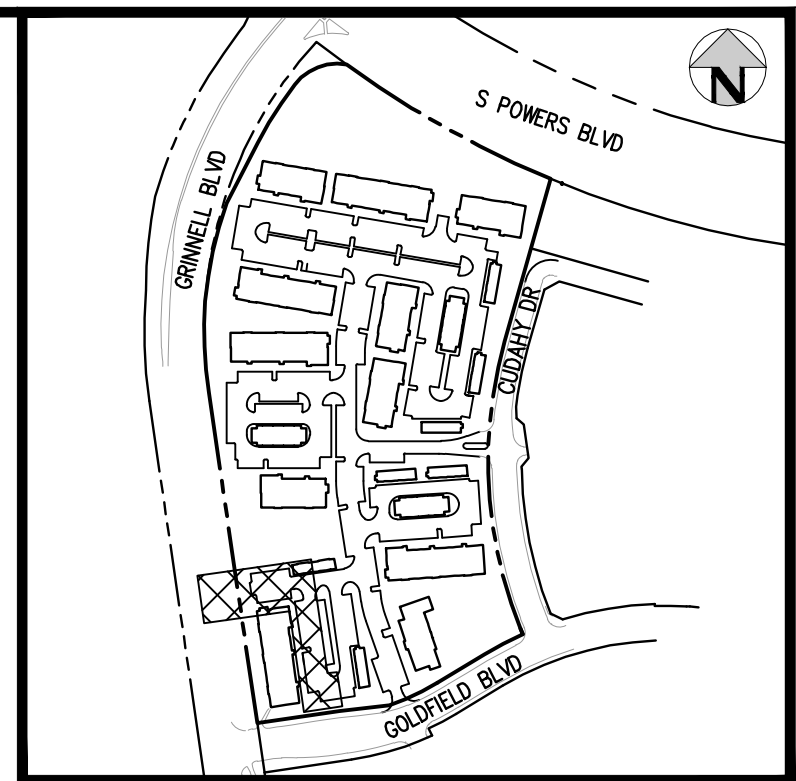 N
S POWERS BLVD
GRINNELL BLVD
CUDAHY DR
GOLDFIELD BLVD